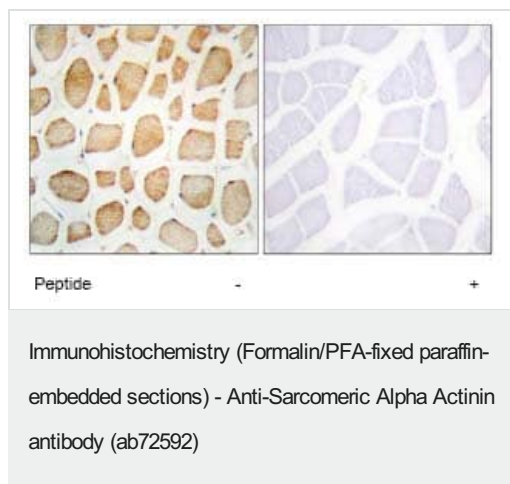 Peptide - +
Immunohistochemistry (Formalin/PFA-fixed paraffin-
embedded sections) - Anti-Sarcomeric Alpha Actinin
antibody (ab72592)